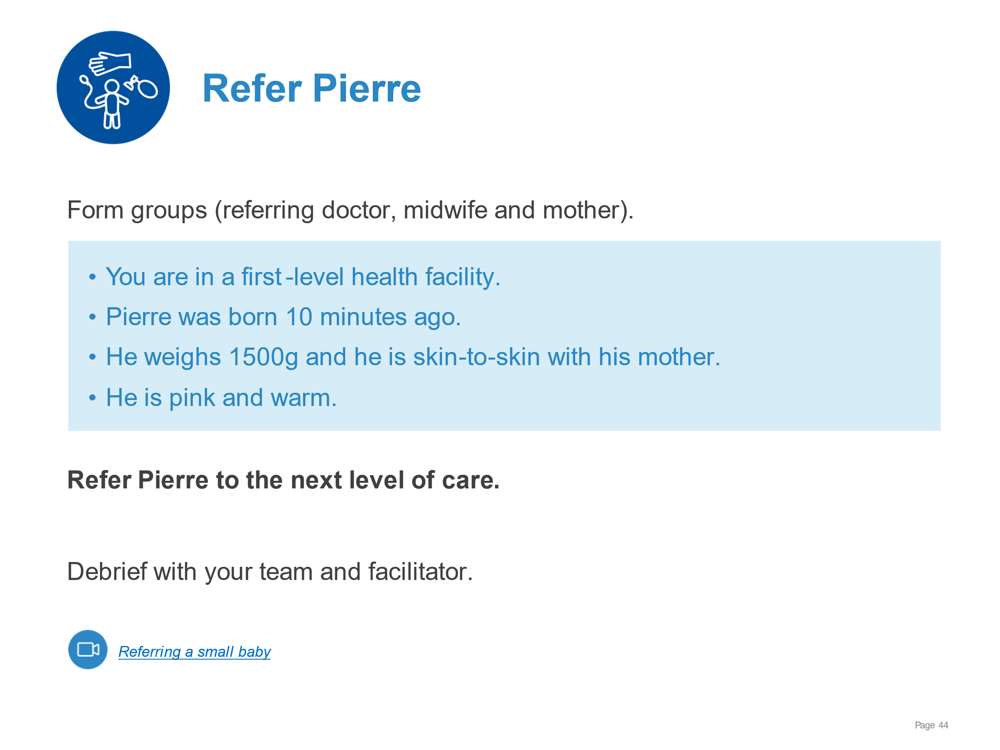 Refer Pierre
Form groups (referring doctor, midwife and mother).
• You are in a first-level health facility.
• Pierre was born 10 minutes ago.
• He weighs 1500g and he is skin-to-skin with his mother.
• He is pink and warm.
Refer Pierre to the next level of care.
Debrief with your team and facilitator.
Referring a small baby
Page 44